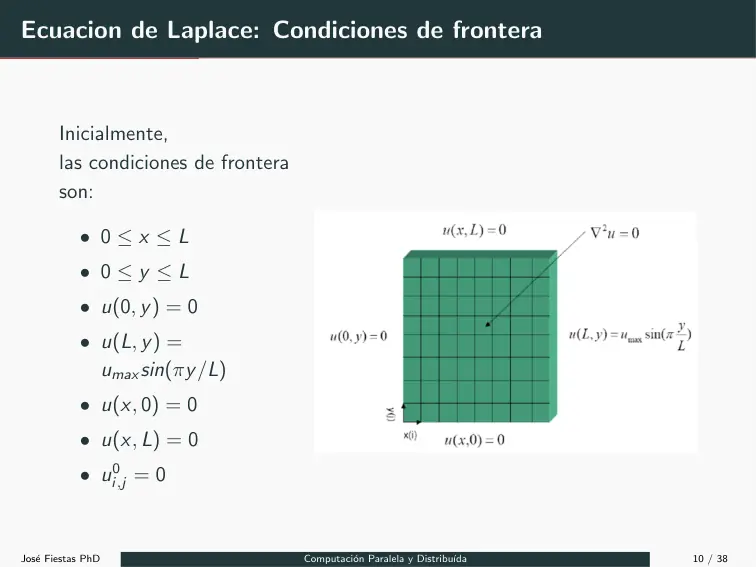 Ecuacion de Laplace: Condiciones de frontera
Inicialmente,
las condiciones de frontera
son:
• 0 ≤ x ≤ L
• 0 ≤ y ≤ L
• u(0, y) = 0
• u(L, y) =
u_max sin(πy/L)
• u(x, 0) = 0
• u(x, L) = 0
• u⁰_{i,j} = 0
u(x, L) = 0
∇²u = 0
u(0, y) = 0
u(L, y) = u_max sin(π y/L)
y(j)
x(i)
u(x,0) = 0
José Fiestas PhD
Computación Paralela y Distribuída
10 / 38